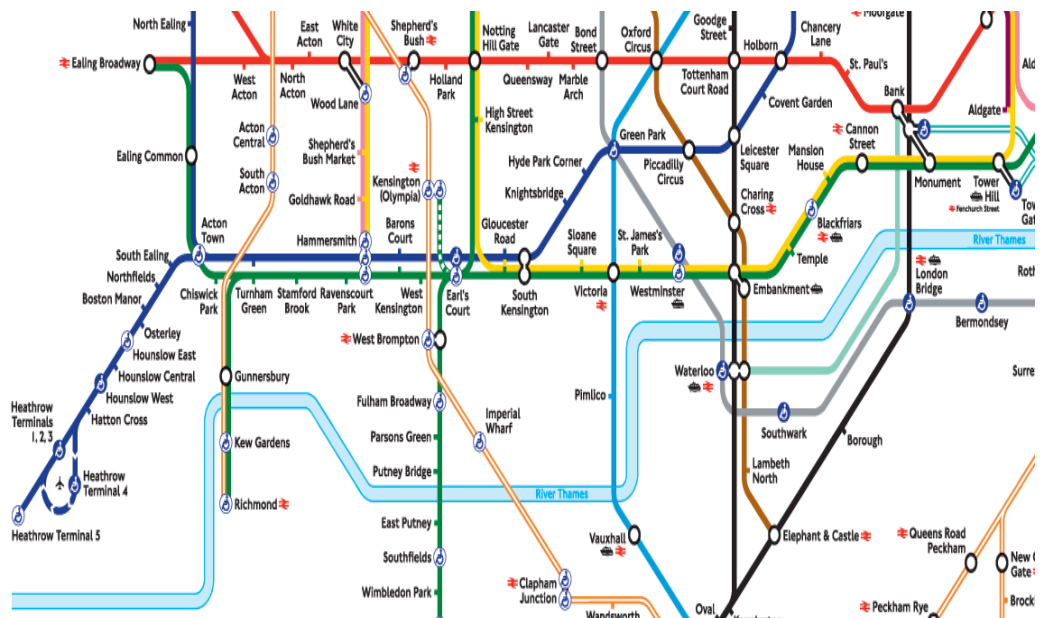 North Ealing
East
Acton
White
City
Shepherd's
Bush
Notting
Hill Gate
Lancaster
Gate
Bond
Street
Oxford
Circus
Goodge
Street
Holborn
Chancery
Lane
Moorgate
Ealing Broadway
West
Acton
North
Acton
Wood Lane
Holland
Park
Queensway
Marble
Arch
Tottenham
Court Road
St. Paul's
Bank
Aldgate
Covent Garden
High Street
Kensington
Acton
Central
Shepherd's
Bush Market
Green Park
Cannon
Street
Ealing Common
Hyde Park Corner
Piccadilly
Circus
Leicester
Square
Mansion
House
South
Acton
Kensington
(Olympia)
Knightsbridge
Monument
Tower
Hill
Fenchurch Street
Goldhawk Road
Charing
Cross
Blackfriars
Acton
Town
Hammersmith
Barons
Court
Gloucester
Road
Sloane
Square
St. James's
Park
River Thames
South Ealing
Temple
Northfields
Boston Manor
Chiswick
Park
Turnham
Green
Stamford
Brook
Ravenscourt
Park
West
Kensington
Earl's
Court
South
Kensington
Victoria
Westminster
Embankment
London
Bridge
Bermondsey
Osterley
Hounslow East
Hounslow Central
Hounslow West
Hatton Cross
West Brompton
Waterloo
Gunnersbury
Heathrow
Terminals
1, 2, 3
Fulham Broadway
Pimlico
Southwark
Imperial
Wharf
Kew Gardens
Parsons Green
Borough
Heathrow
Terminal 4
Putney Bridge
Lambeth
North
Richmond
River Thames
Heathrow Terminal 5
East Putney
Vauxhall
Elephant & Castle
Queens Road
Peckham
Southfields
Clapham
Junction
Wimbledon Park
Wandsworth
Oval
Peckham Rye